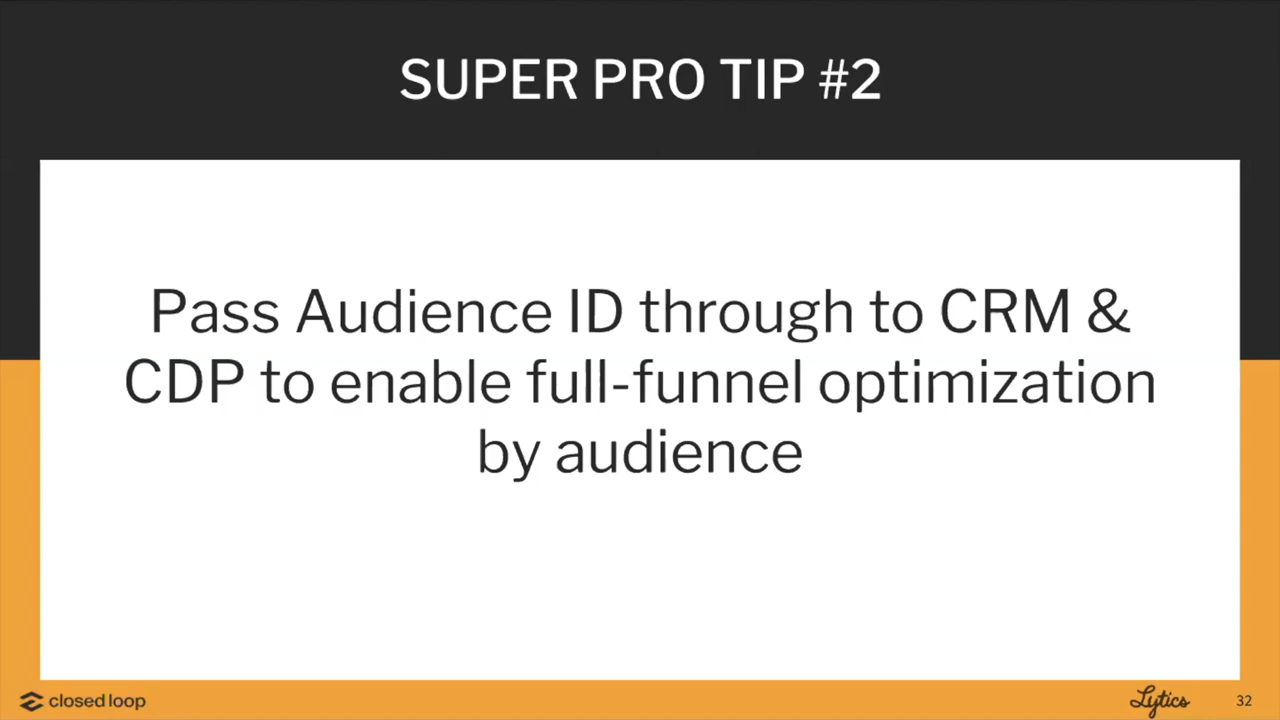 SUPER PRO TIP #2
Pass Audience ID through to CRM &
CDP to enable full-funnel optimization
by audience
closed loop
Lytics
32